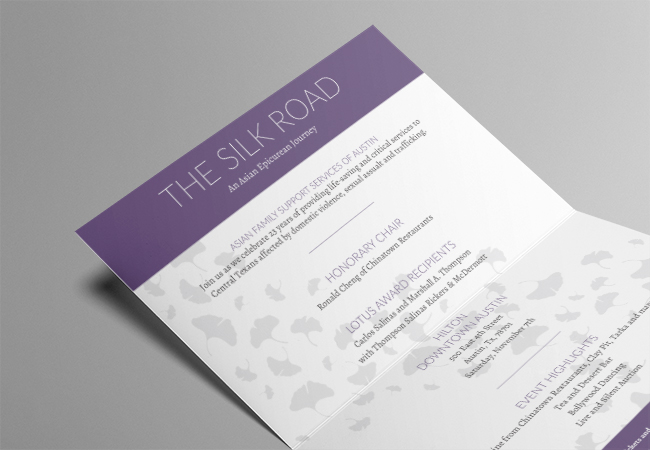 THE SILK ROAD
An Asian Epicurean Journey
ASIAN FAMILY SUPPORT SERVICES OF AUSTIN
Join us as we celebrate 23 years of providing life-saving and critical services to
Central Texans affected by domestic violence, sexual assualt and trafficking.
HONORARY CHAIR
Ronald Cheng of Chinatown Restaurants
LOTUS AWARD RECIPIENTS
Carlos Salinas and Marshall A. Thompson
with Thompson Salinas Rickers & McDermott
HILTON
DOWNTOWN AUSTIN
500 East 4th Street
Austin, Tx, 78701
Saturday, November 7th
EVENT HIGHLIGHTS
from Chinatown Restaurants, Clay Pit, Tarka and
Tea and Dessert Bar
Bollywood Dancing
Live and Silent Auction